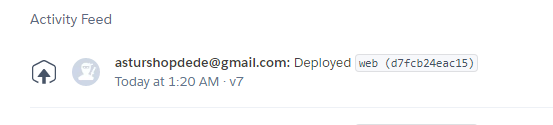 Activity Feed
asturshopdede@gmail.com: Deployed web (d7fcb24eac15)
Today at 1:20 AM · v7